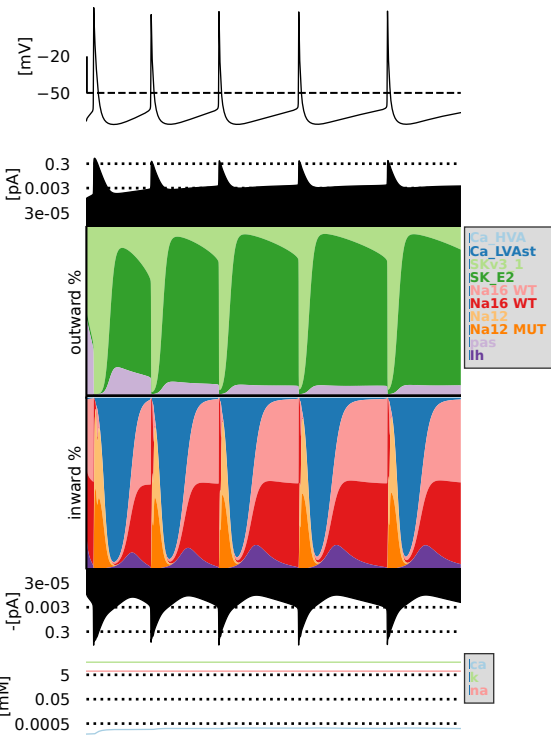 [mV]
−20
−50
[pA]
0.3
0.003
3e-05
outward %
Ca_HVA
Ca_LVAst
SKv3_1
SK_E2
Na16 WT
Na16 WT
Na12
Na12 MUT
pas
Ih
inward %
-[pA]
3e-05
0.003
0.3
[mM]
5
0.05
0.0005
ca
k
na